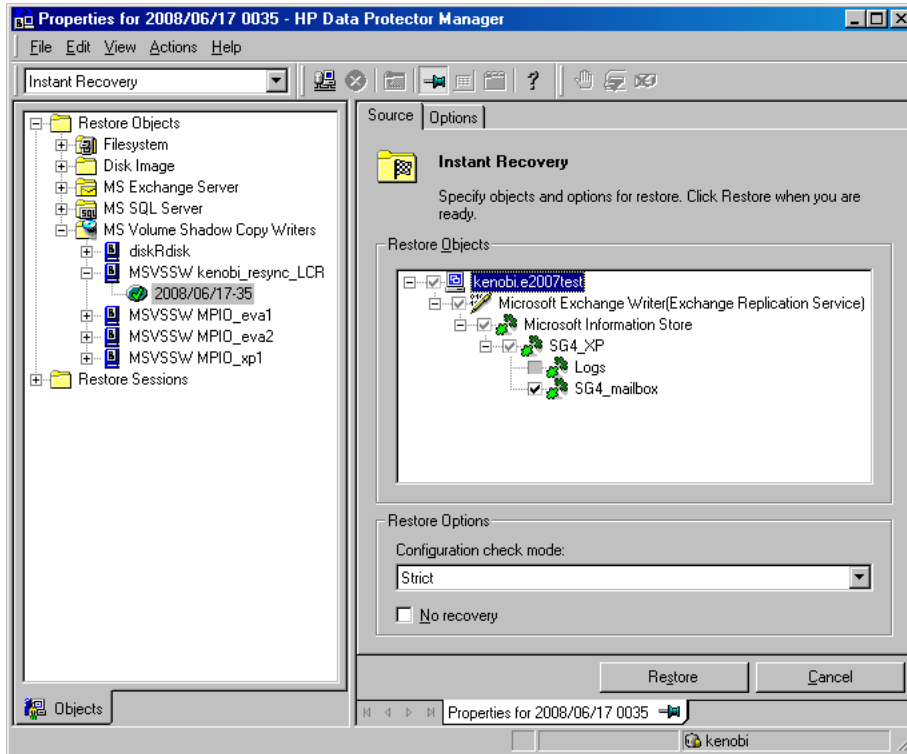 Properties for 2008/06/17 0035 - HP Data Protector Manager
File Edit View Actions Help
Instant Recovery
Restore Objects
Filesystem
Disk Image
MS Exchange Server
MS SQL Server
MS Volume Shadow Copy Writers
diskRdisk
MSVSSW kenobi_resync_LCR
2008/06/17-35
MSVSSW MPIO_eva1
MSVSSW MPIO_eva2
MSVSSW MPIO_xp1
Restore Sessions
Objects
Source Options
Instant Recovery
Specify objects and options for restore. Click Restore when you are
ready.
Restore Objects
kenobi.e2007test
Microsoft Exchange Writer(Exchange Replication Service)
Microsoft Information Store
SG4_XP
Logs
SG4_mailbox
Restore Options
Configuration check mode:
Strict
No recovery
Restore Cancel
Properties for 2008/06/17 0035
kenobi